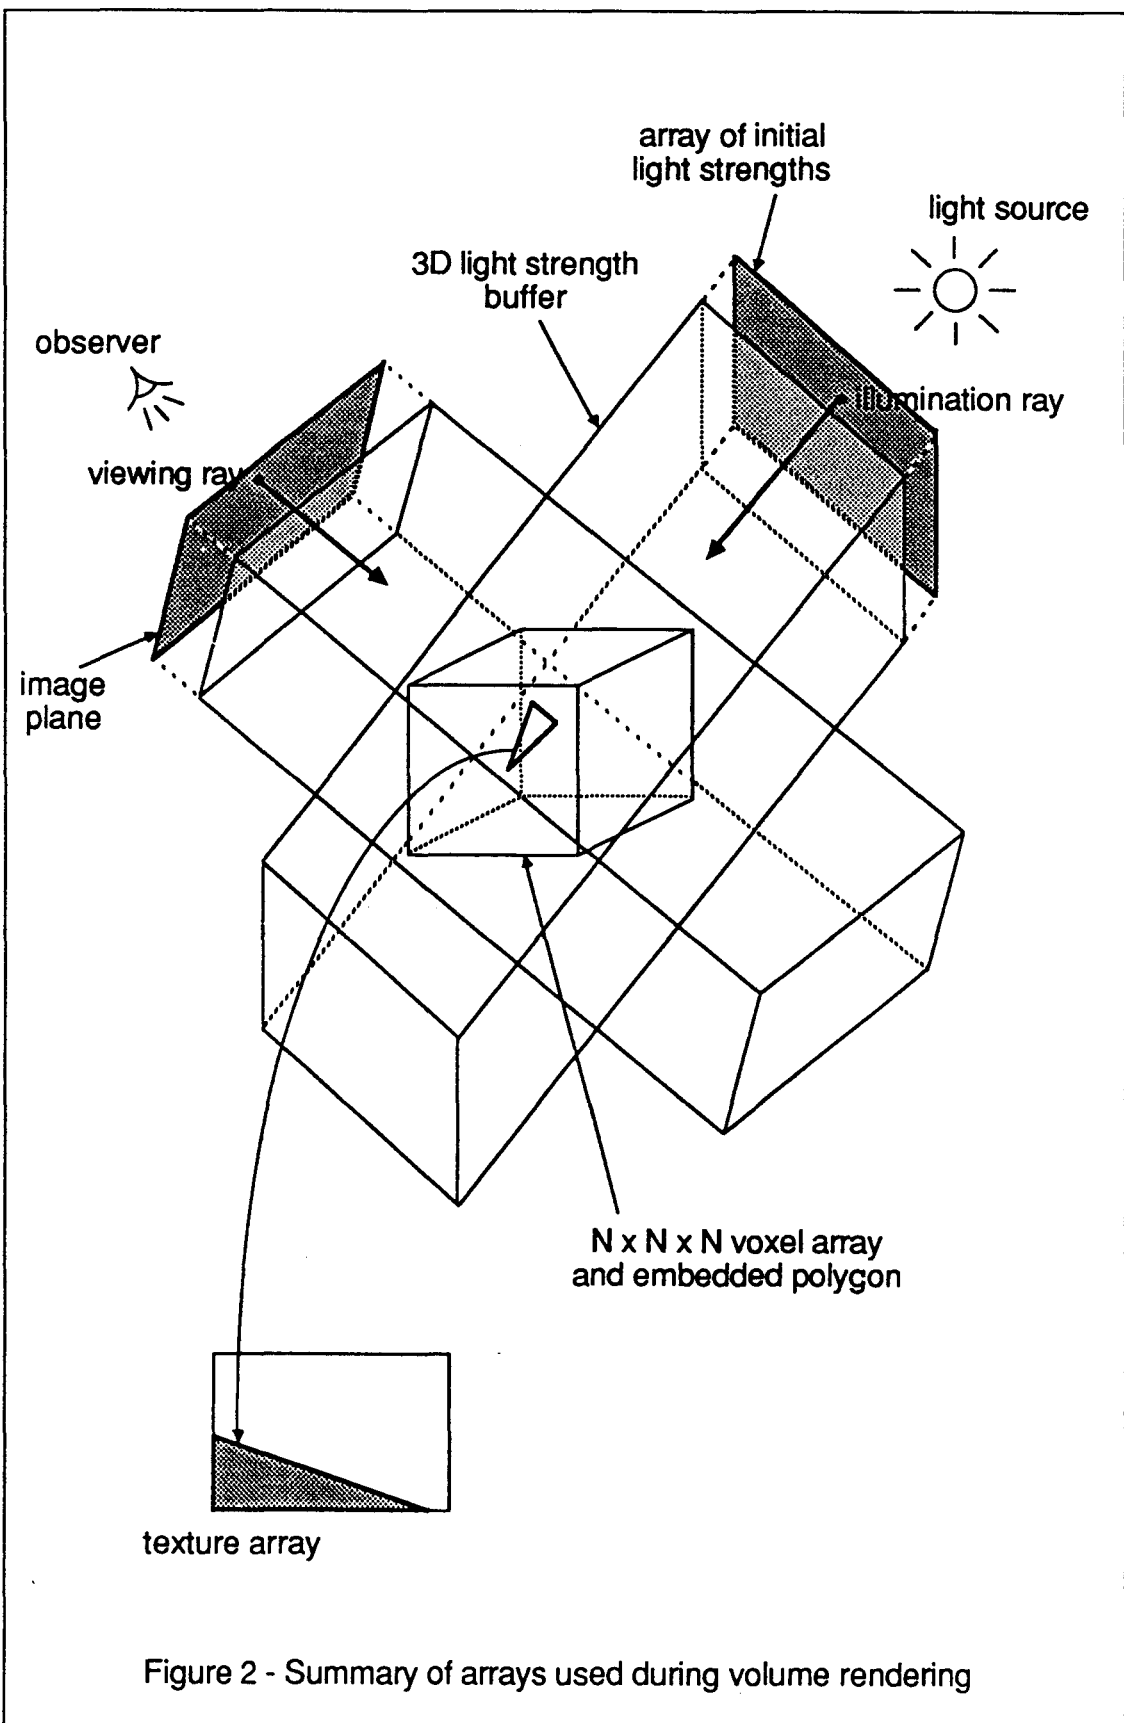 array of initial
light strengths
light source
3D light strength
buffer
observer
illumination ray
viewing ray
image
plane
N x N x N voxel array
and embedded polygon
texture array
Figure 2 - Summary of arrays used during volume rendering